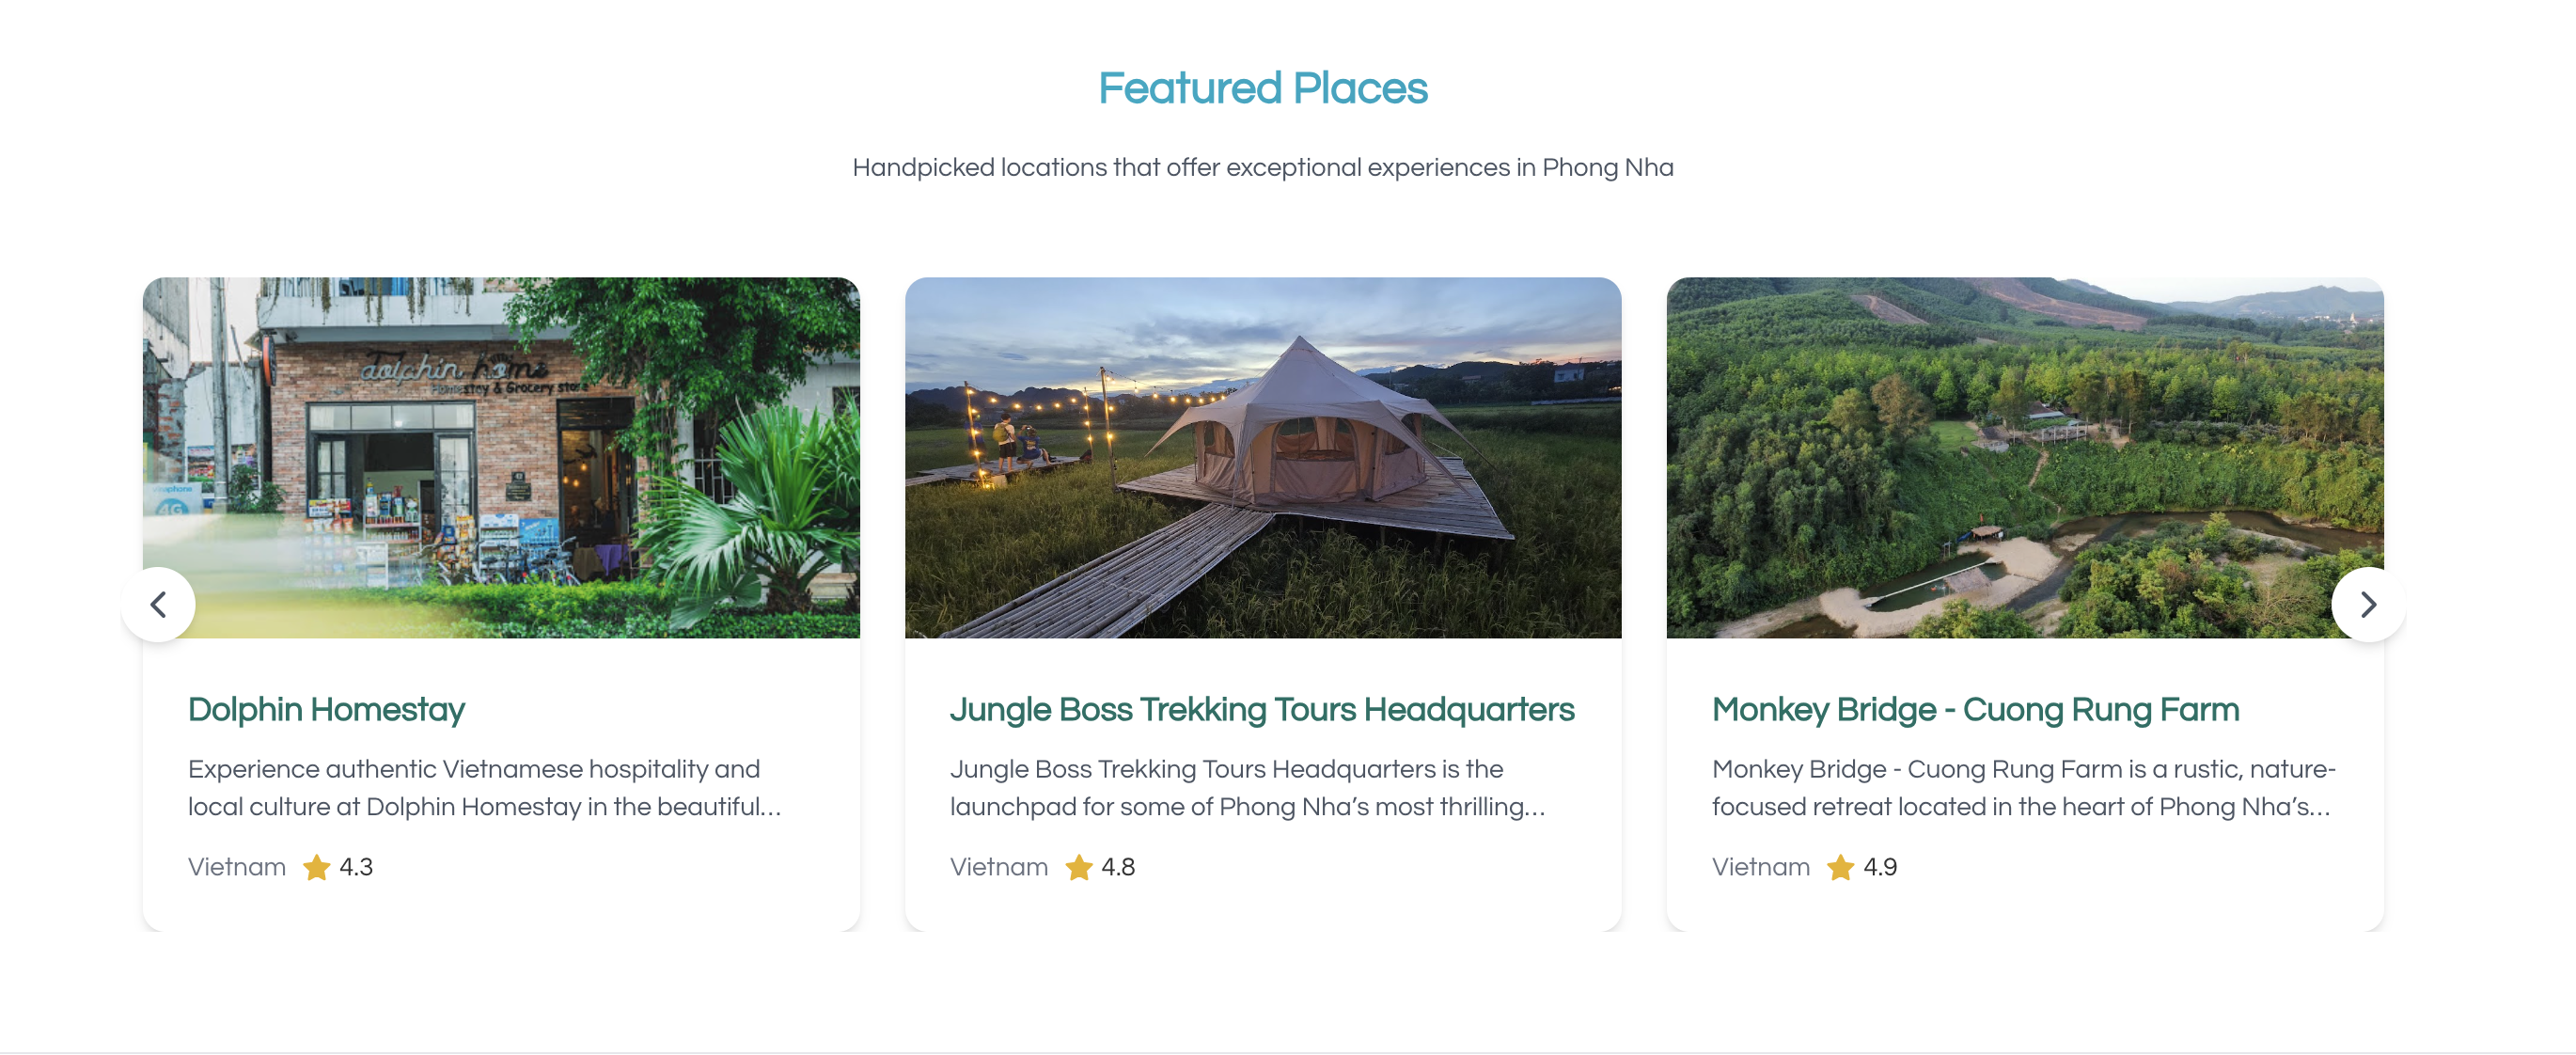 Featured Places
Handpicked locations that offer exceptional experiences in Phong Nha
dolphin home
Homestay & Grocery store
vinaphone
4G
Dolphin Homestay
Experience authentic Vietnamese hospitality and
local culture at Dolphin Homestay in the beautiful…
Vietnam 4.3
Jungle Boss Trekking Tours Headquarters
Jungle Boss Trekking Tours Headquarters is the
launchpad for some of Phong Nha’s most thrilling…
Vietnam 4.8
Monkey Bridge - Cuong Rung Farm
Monkey Bridge - Cuong Rung Farm is a rustic, nature-
focused retreat located in the heart of Phong Nha’s…
Vietnam 4.9